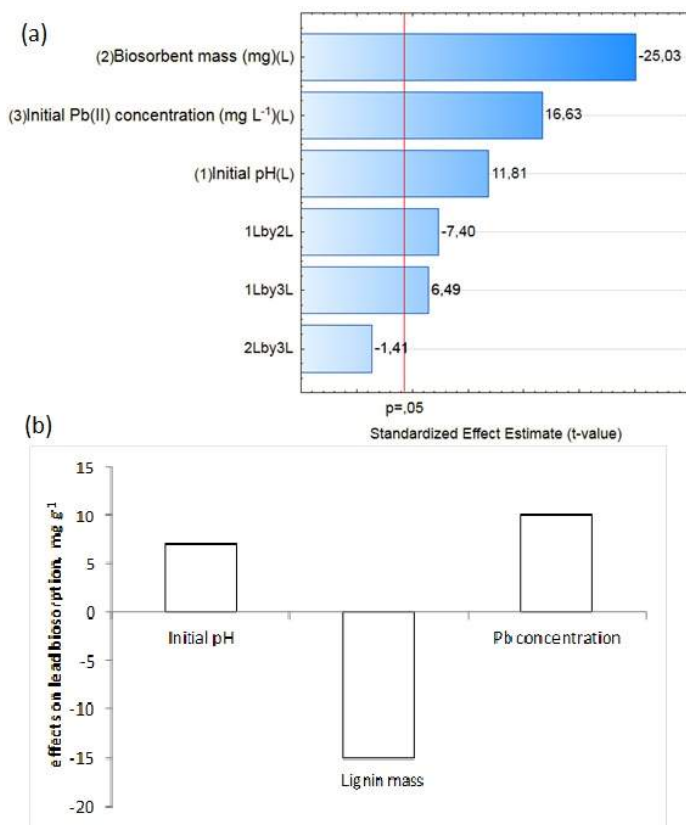 (a)
(2)Biosorbent mass (mg)(L)
-25,03
(3)Initial Pb(II) concentration (mg L-1)(L)
16,63
(1)Initial pH(L)
11,81
1Lby2L
-7,40
1Lby3L
6,49
2Lby3L
-1,41
p=,05
Standardized Effect Estimate (t-value)
(b)
effects on lead biosorption, mg g1
15
10
5
0
-5
-10
-15
-20
Initial pH
Lignin mass
Pb concentration